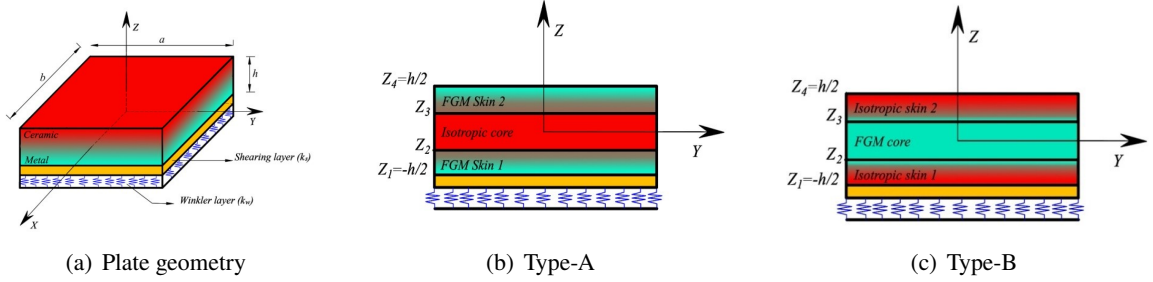 Z
a
b
h
Ceramic
Metal
Y
Shearing layer (kₛ)
Winkler layer (k_w)
X
(a) Plate geometry
Z
Z₄=h/2
FGM Skin 2
Z₃
Isotropic core
Z₂
Y
FGM Skin 1
Z₁=-h/2
(b) Type-A
Z
Z₄=h/2
Isotropic skin 2
Z₃
FGM core
Z₂
Y
Isotropic skin 1
Z₁=-h/2
(c) Type-B